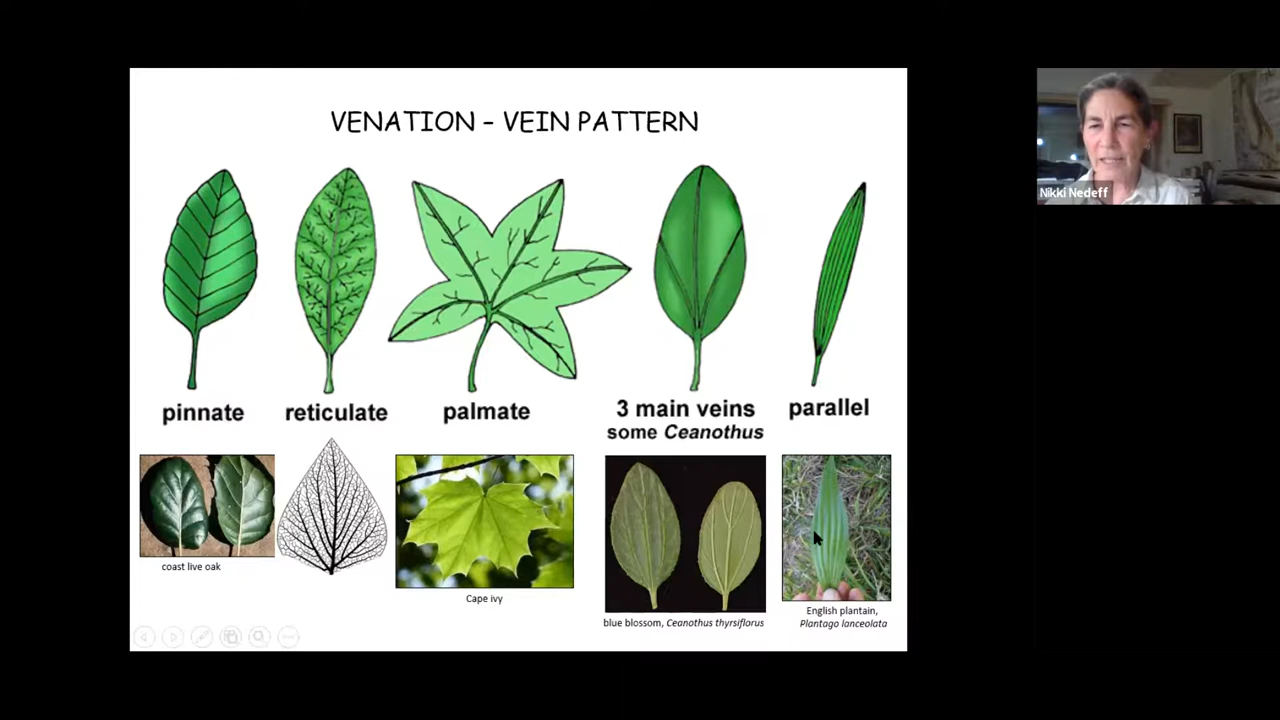 VENATION – VEIN PATTERN
Nikki Nedeff
pinnate
reticulate
palmate
3 main veins
some Ceanothus
parallel
coast live oak
Cape ivy
blue blossom, Ceanothus thyrsiflorus
English plantain,
Plantago lanceolata